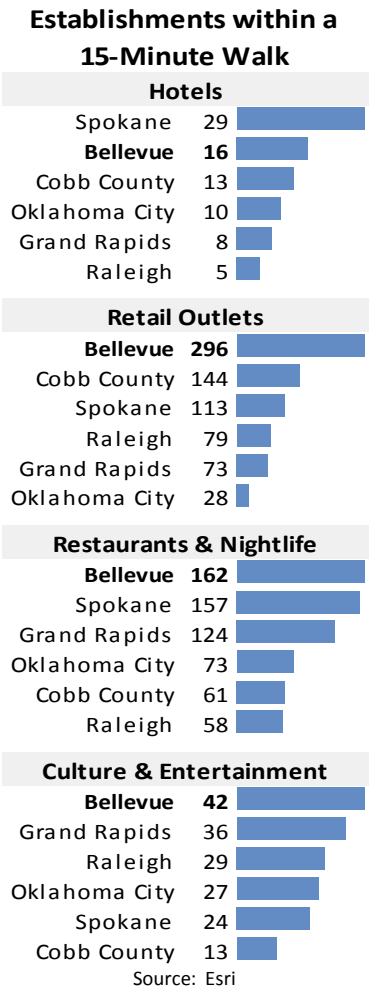 Establishments within a
15-Minute Walk
Hotels
Spokane 29
Bellevue 16
Cobb County 13
Oklahoma City 10
Grand Rapids 8
Raleigh 5
Retail Outlets
Bellevue 296
Cobb County 144
Spokane 113
Raleigh 79
Grand Rapids 73
Oklahoma City 28
Restaurants & Nightlife
Bellevue 162
Spokane 157
Grand Rapids 124
Oklahoma City 73
Cobb County 61
Raleigh 58
Culture & Entertainment
Bellevue 42
Grand Rapids 36
Raleigh 29
Oklahoma City 27
Spokane 24
Cobb County 13
Source: Esri